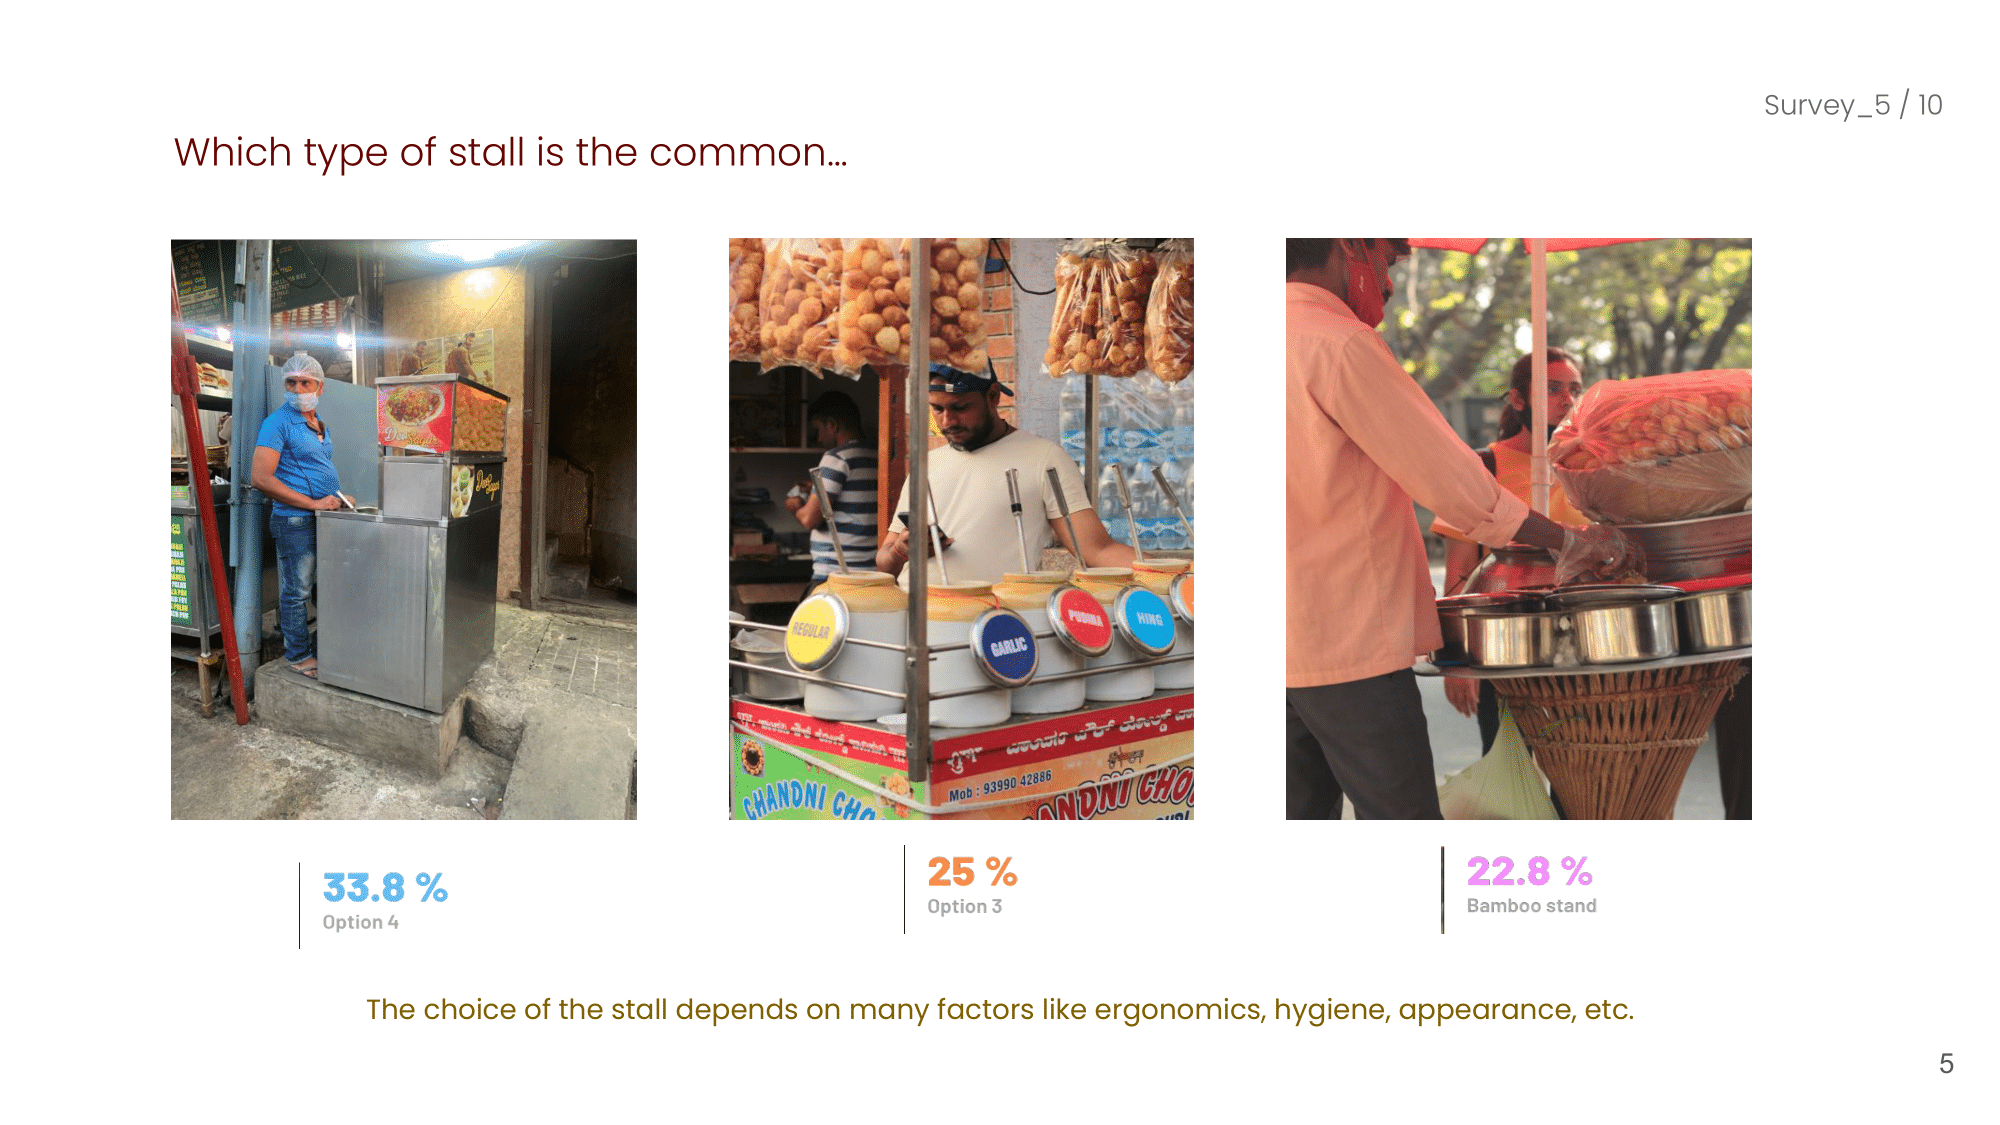 Survey_5 / 10
Which type of stall is the common...
REGULAR
GARLIC
PUDINA
HING
Mob : 93990 42886
CHANDNI CHO
ANDNI CHO
33.8 %
Option 4
25 %
Option 3
22.8 %
Bamboo stand
The choice of the stall depends on many factors like ergonomics, hygiene, appearance, etc.
5